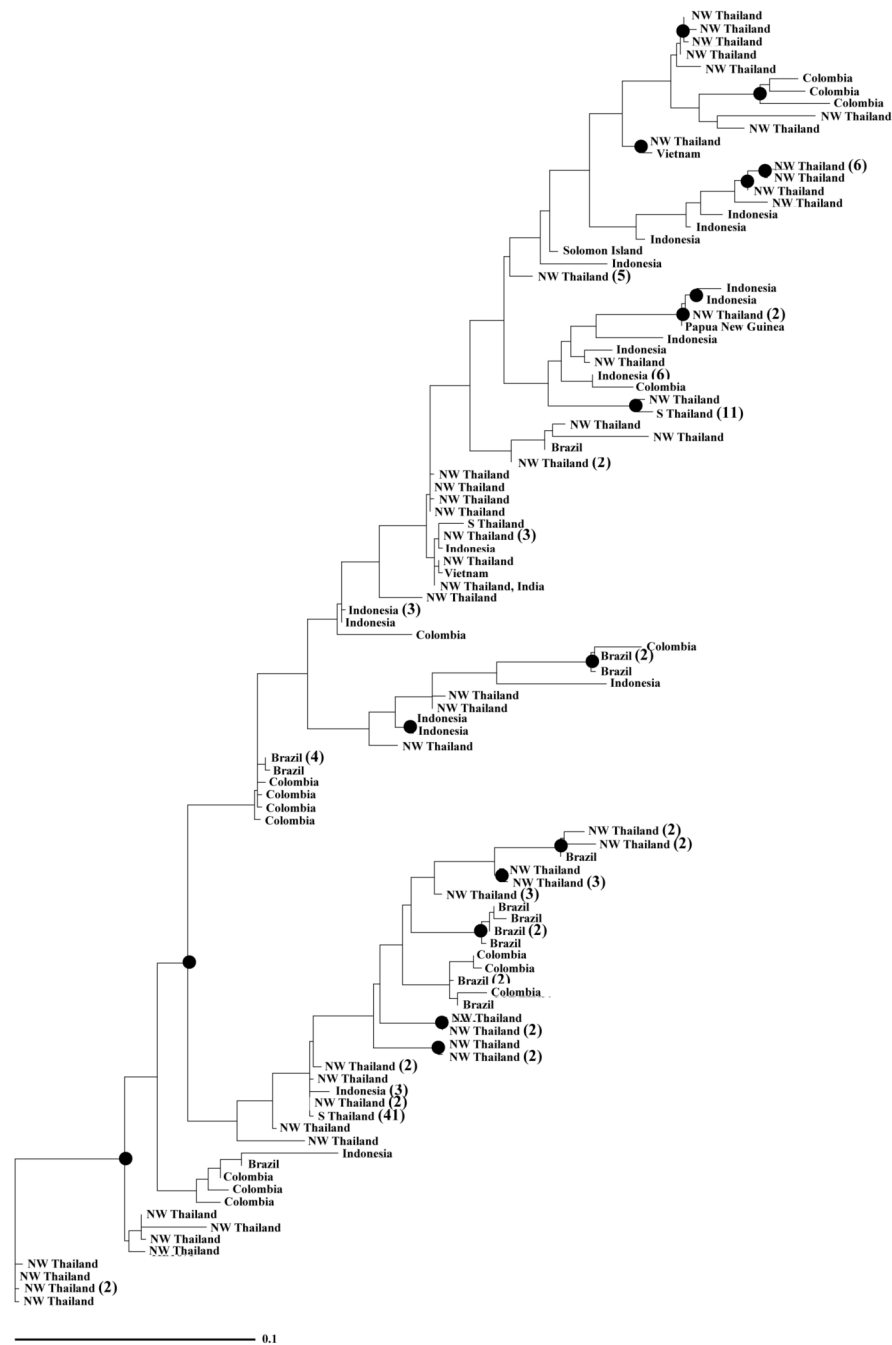 NW Thailand
NW Thailand
NW Thailand
NW Thailand
NW Thailand
Colombia
Colombia
Colombia
NW Thailand
NW Thailand
NW Thailand
Vietnam
NW Thailand (6)
NW Thailand
NW Thailand
NW Thailand
Indonesia
Indonesia
Indonesia
Solomon Island
Indonesia
NW Thailand (5)
Indonesia
Indonesia
NW Thailand (2)
Papua New Guinea
Indonesia
Indonesia
NW Thailand
Indonesia (6)
Colombia
NW Thailand
S Thailand (11)
NW Thailand
NW Thailand
Brazil
NW Thailand (2)
NW Thailand
NW Thailand
NW Thailand
NW Thailand
S Thailand
NW Thailand (3)
Indonesia
NW Thailand
Vietnam
NW Thailand, India
NW Thailand
Indonesia (3)
Indonesia
Colombia
Colombia
Brazil (2)
Brazil
Indonesia
NW Thailand
NW Thailand
Indonesia
Indonesia
NW Thailand
Brazil (4)
Brazil
Colombia
Colombia
Colombia
Colombia
NW Thailand (2)
NW Thailand (2)
Brazil
NW Thailand
NW Thailand (3)
NW Thailand (3)
Brazil
Brazil
Brazil (2)
Brazil
Colombia
Colombia
Brazil (2)
Colombia
Brazil
NW Thailand
NW Thailand (2)
NW Thailand
NW Thailand (2)
NW Thailand (2)
NW Thailand
Indonesia (3)
NW Thailand (2)
S Thailand (41)
NW Thailand
NW Thailand
Indonesia
Brazil
Colombia
Colombia
Colombia
NW Thailand
NW Thailand
NW Thailand
NW Thailand
NW Thailand
NW Thailand
NW Thailand (2)
NW Thailand
0.1